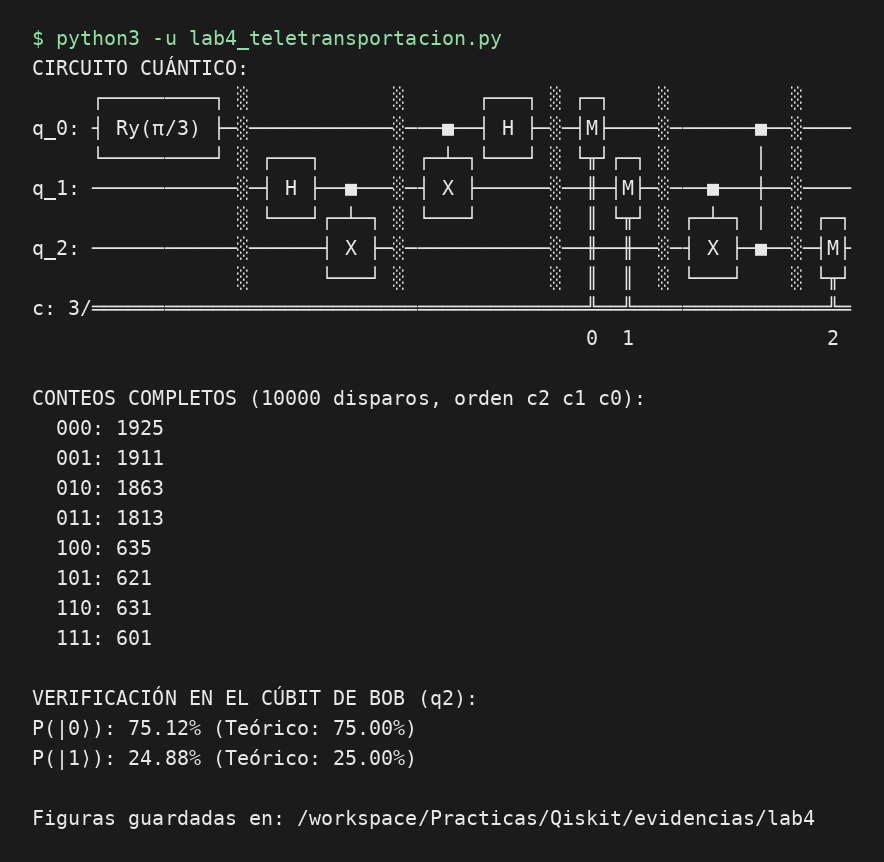 $ python3 -u lab4_teletransportacion.py
CIRCUITO CUÁNTICO:
     ┌─────────┐ ░            ░      ┌───┐ ░ ┌─┐    ░          ░
q_0: ┤ Ry(π/3) ├─░────────────░───■──┤ H ├─░─┤M├────░───────■──░────
     └─────────┘ ░ ┌───┐      ░ ┌─┴─┐└───┘ ░ └╥┘┌─┐ ░       │  ░
q_1: ────────────░─┤ H ├──■───░─┤ X ├──────░──╫─┤M├─░───■───┼──░────
                 ░ └───┘┌─┴─┐ ░ └───┘      ░  ║ └╥┘ ░ ┌─┴─┐ │  ░ ┌─┐
q_2: ────────────░──────┤ X ├─░────────────░──╫──╫──░─┤ X ├─■──░─┤M├
                 ░      └───┘ ░            ░  ║  ║  ░ └───┘    ░ └╥┘
c: 3/═════════════════════════════════════════╩══╩════════════════╩═
                                              0  1                2
CONTEOS COMPLETOS (10000 disparos, orden c2 c1 c0):
  000: 1925
  001: 1911
  010: 1863
  011: 1813
  100: 635
  101: 621
  110: 631
  111: 601
VERIFICACIÓN EN EL CÚBIT DE BOB (q2):
P(|0⟩): 75.12% (Teórico: 75.00%)
P(|1⟩): 24.88% (Teórico: 25.00%)
Figuras guardadas en: /workspace/Practicas/Qiskit/evidencias/lab4